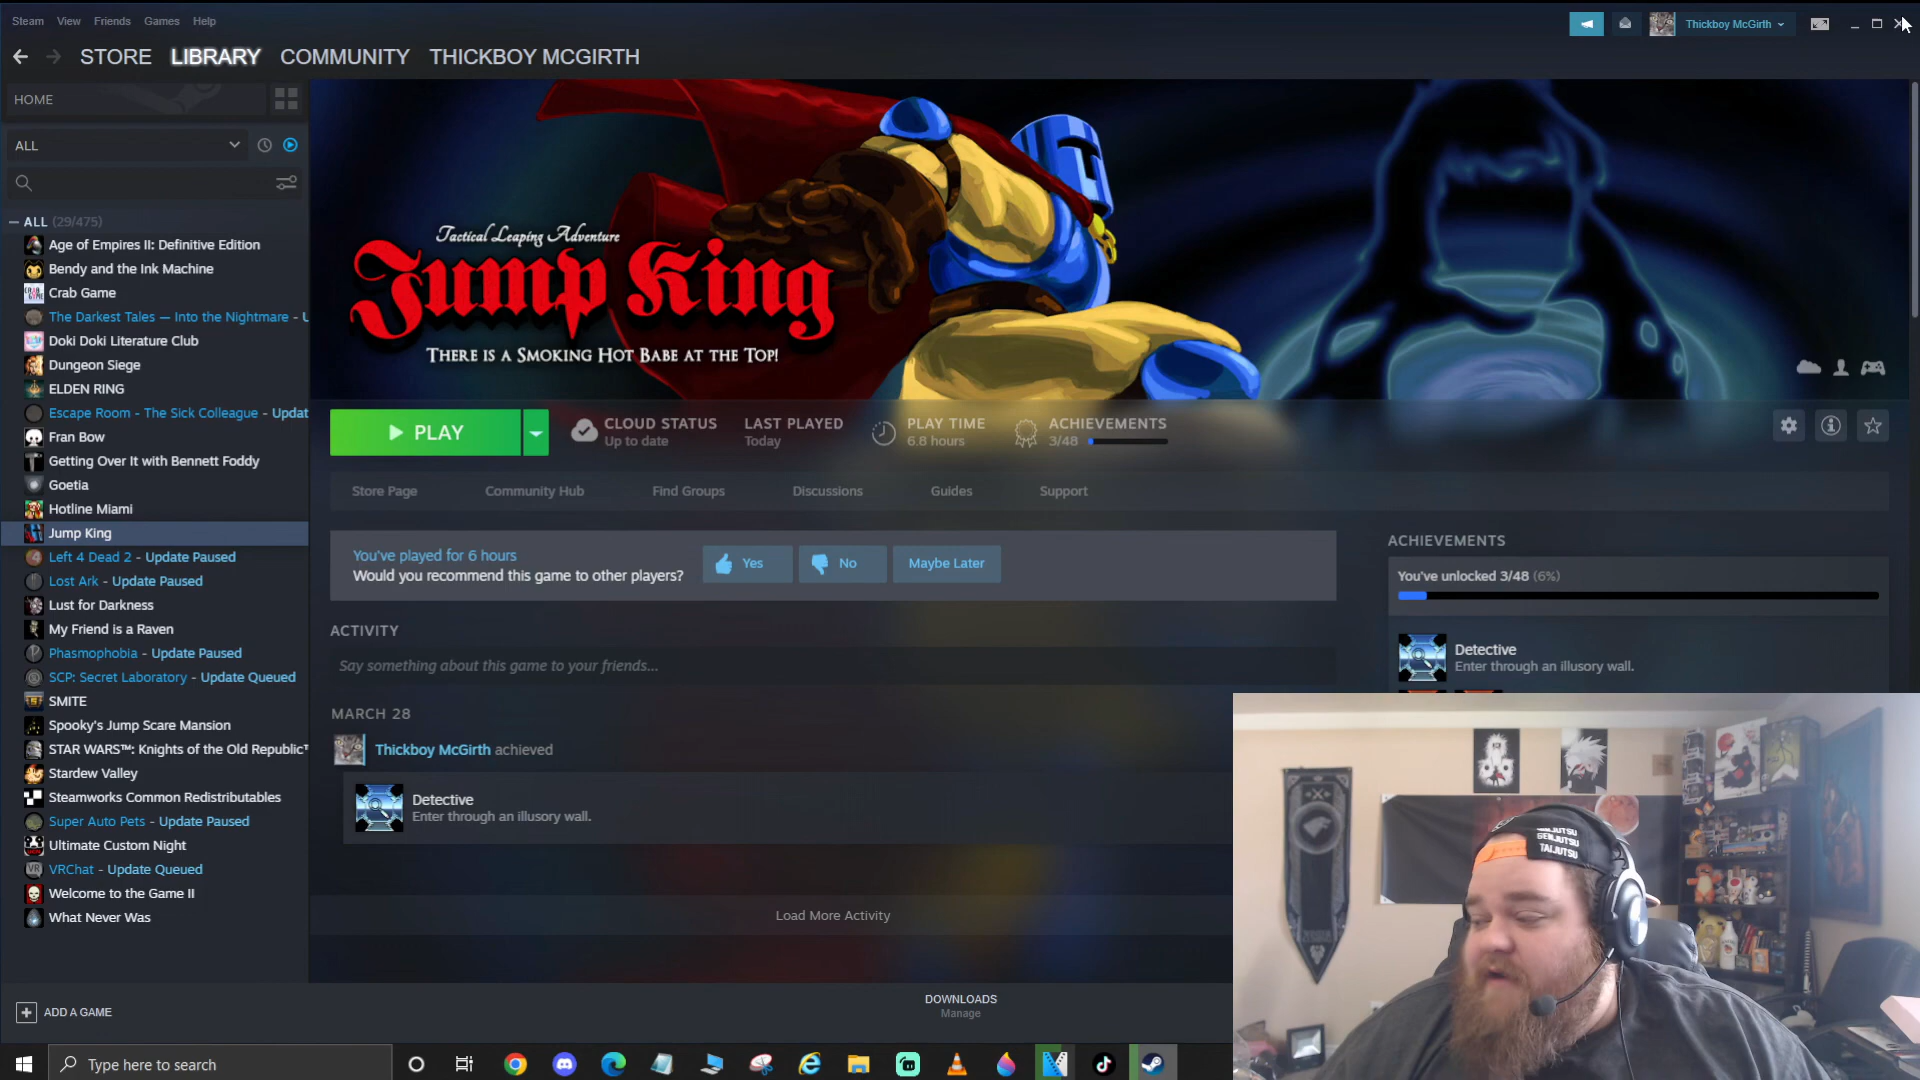 Steam View Friends Games Help
Thickboy McGirth
STORE LIBRARY COMMUNITY THICKBOY MCGIRTH
HOME
ALL
ALL (29/475)
Age of Empires II: Definitive Edition
Bendy and the Ink Machine
Crab Game
The Darkest Tales — Into the Nightmare - U
Doki Doki Literature Club
Dungeon Siege
ELDEN RING
Escape Room - The Sick Colleague - Updat
Fran Bow
Getting Over It with Bennett Foddy
Goetia
Hotline Miami
Jump King
Left 4 Dead 2 - Update Paused
Lost Ark - Update Paused
Lust for Darkness
My Friend is a Raven
Phasmophobia - Update Paused
SCP: Secret Laboratory - Update Queued
SMITE
Spooky's Jump Scare Mansion
STAR WARS™: Knights of the Old Republic™
Stardew Valley
Steamworks Common Redistributables
Super Auto Pets - Update Paused
Ultimate Custom Night
VRChat - Update Queued
Welcome to the Game II
What Never Was
ADD A GAME
Tactical Leaping Adventure
Jump King
THERE IS A SMOKING HOT BABE AT THE TOP!
PLAY
CLOUD STATUS
Up to date
LAST PLAYED
Today
PLAY TIME
6.8 hours
ACHIEVEMENTS
3/48
Store Page Community Hub Find Groups Discussions Guides Support
You've played for 6 hours
Would you recommend this game to other players?
Yes No Maybe Later
ACTIVITY
Say something about this game to your friends...
MARCH 28
Thickboy McGirth achieved
Detective
Enter through an illusory wall.
Load More Activity
ACHIEVEMENTS
You've unlocked 3/48 (6%)
Detective
Enter through an illusory wall.
DOWNLOADS
Manage
NINJUTSU
GENJUTSU
TAIJUTSU
Type here to search